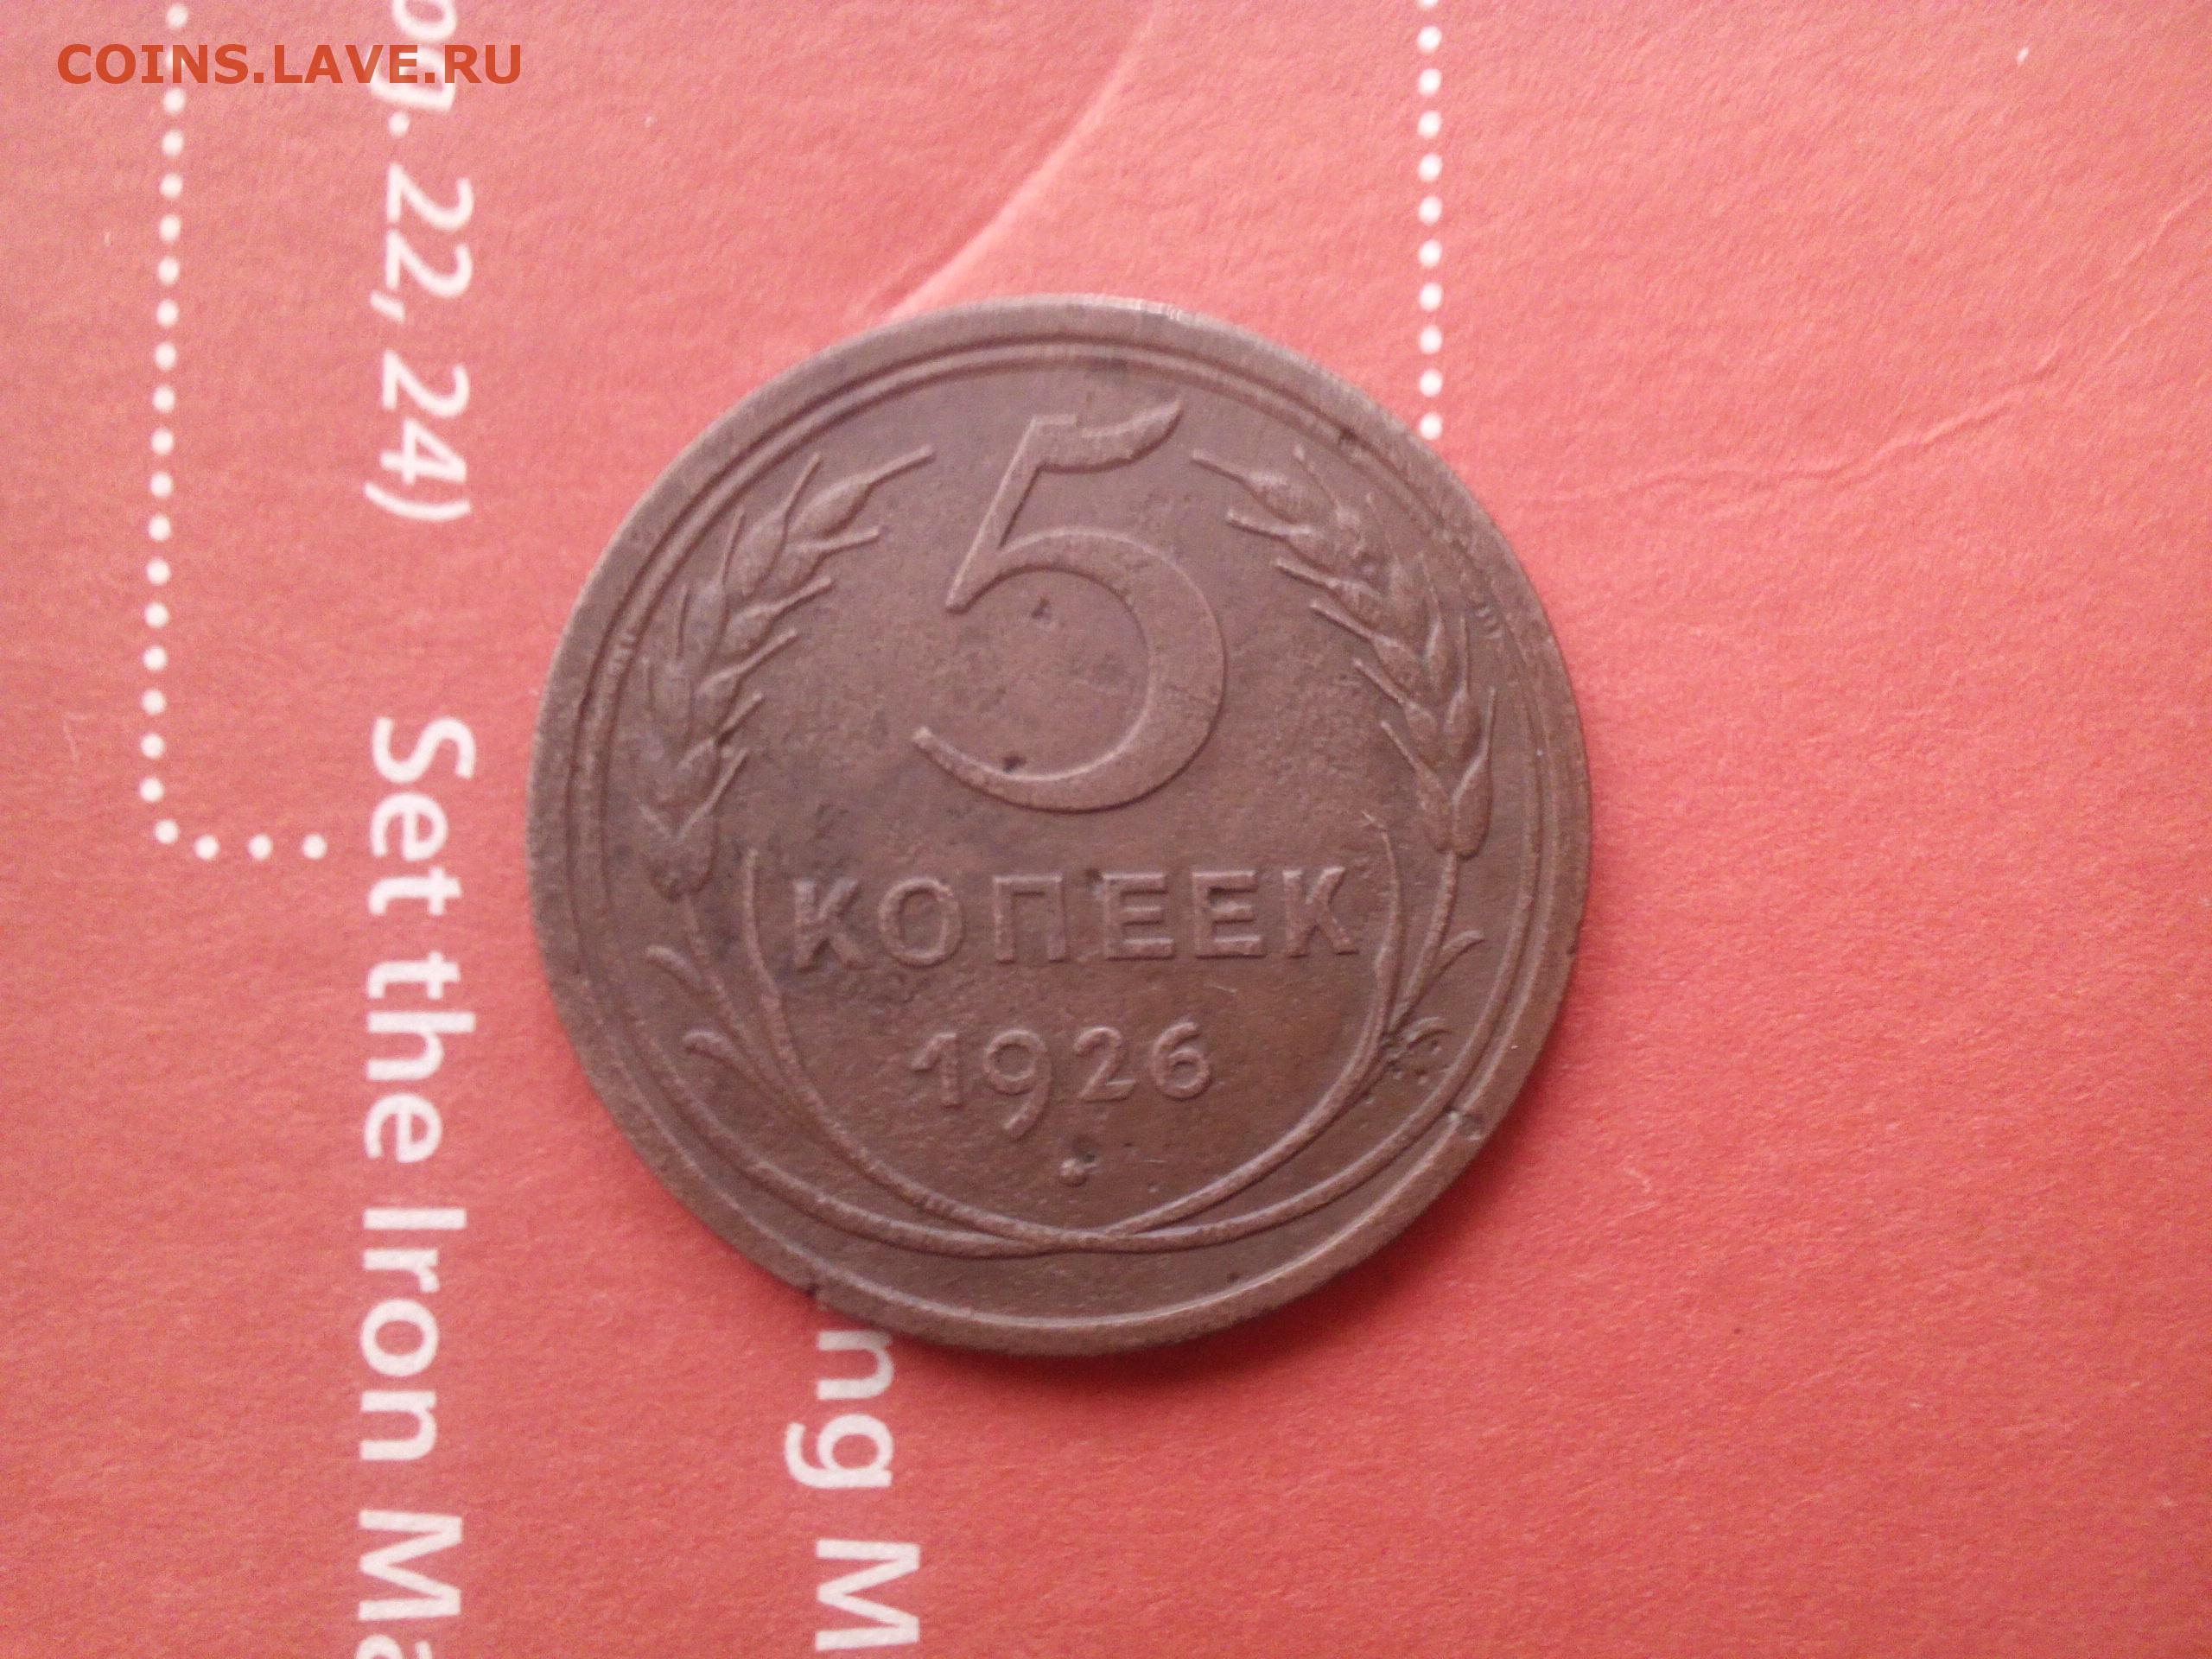 COINS.LAVE.RU
5
КОПЕЕК
1926
22, 24)
Set the Iron Ma
ng M